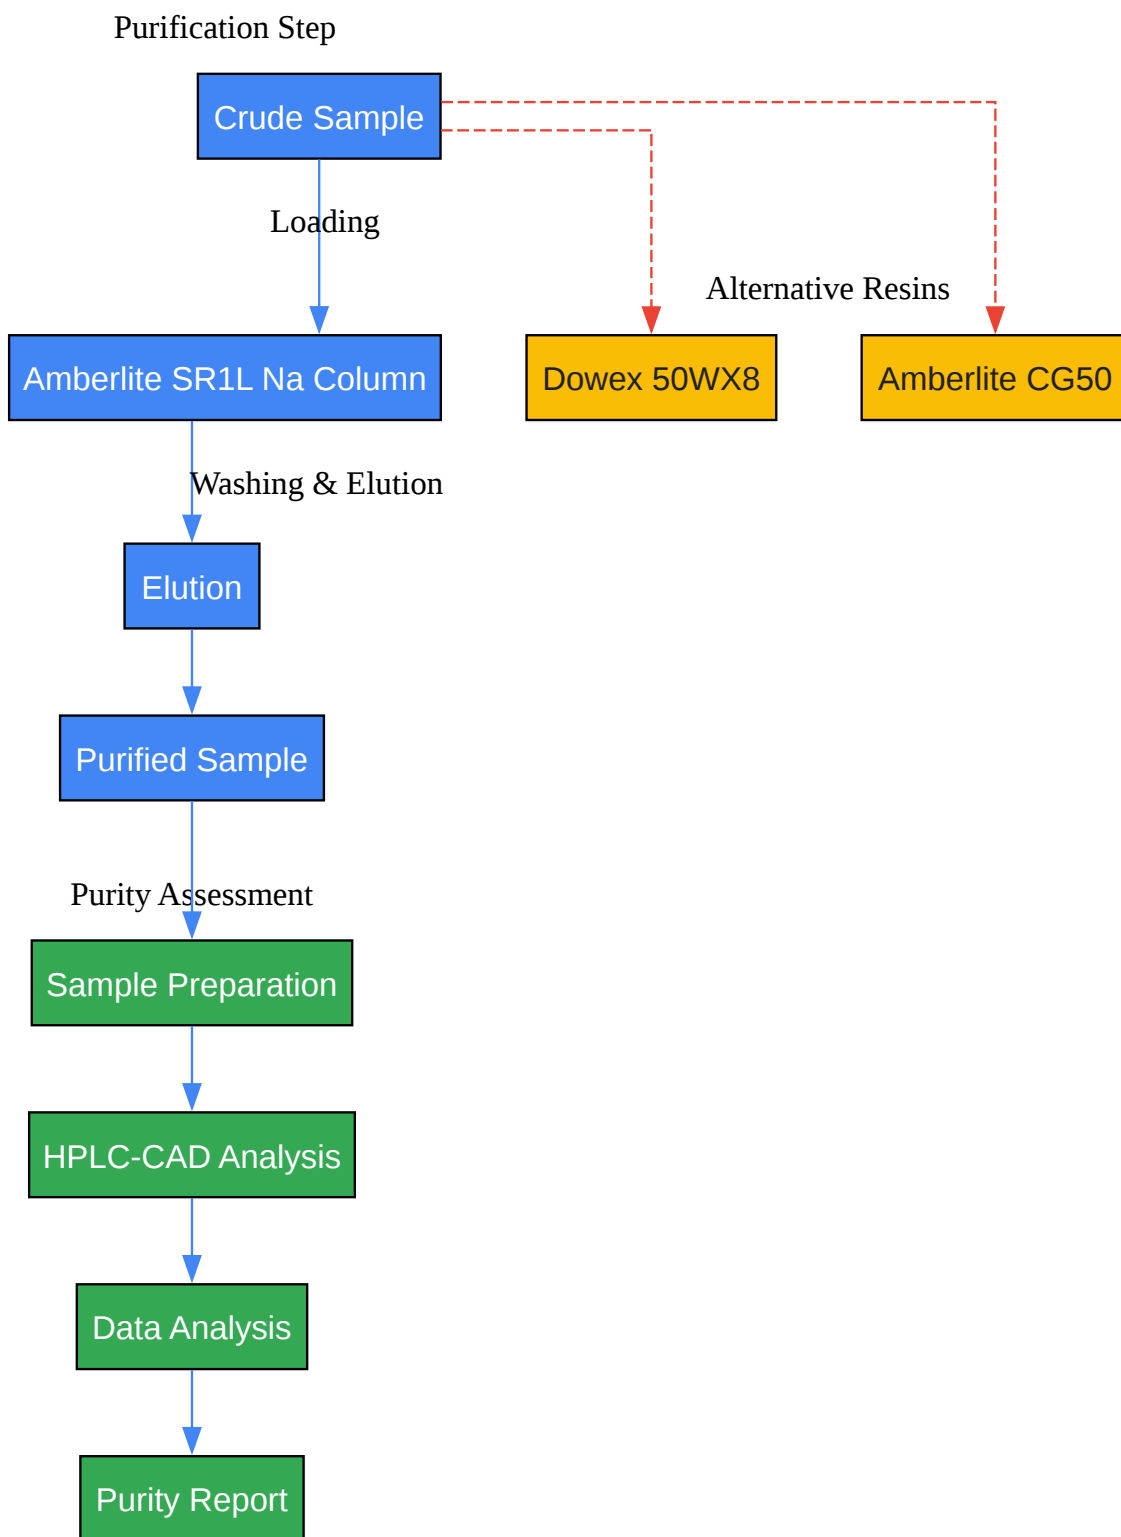 Purification Step
Crude Sample
Loading
Alternative Resins
Amberlite SR1L Na Column
Dowex 50WX8
Amberlite CG50
Washing & Elution
Elution
Purified Sample
Purity Assessment
Sample Preparation
HPLC-CAD Analysis
Data Analysis
Purity Report